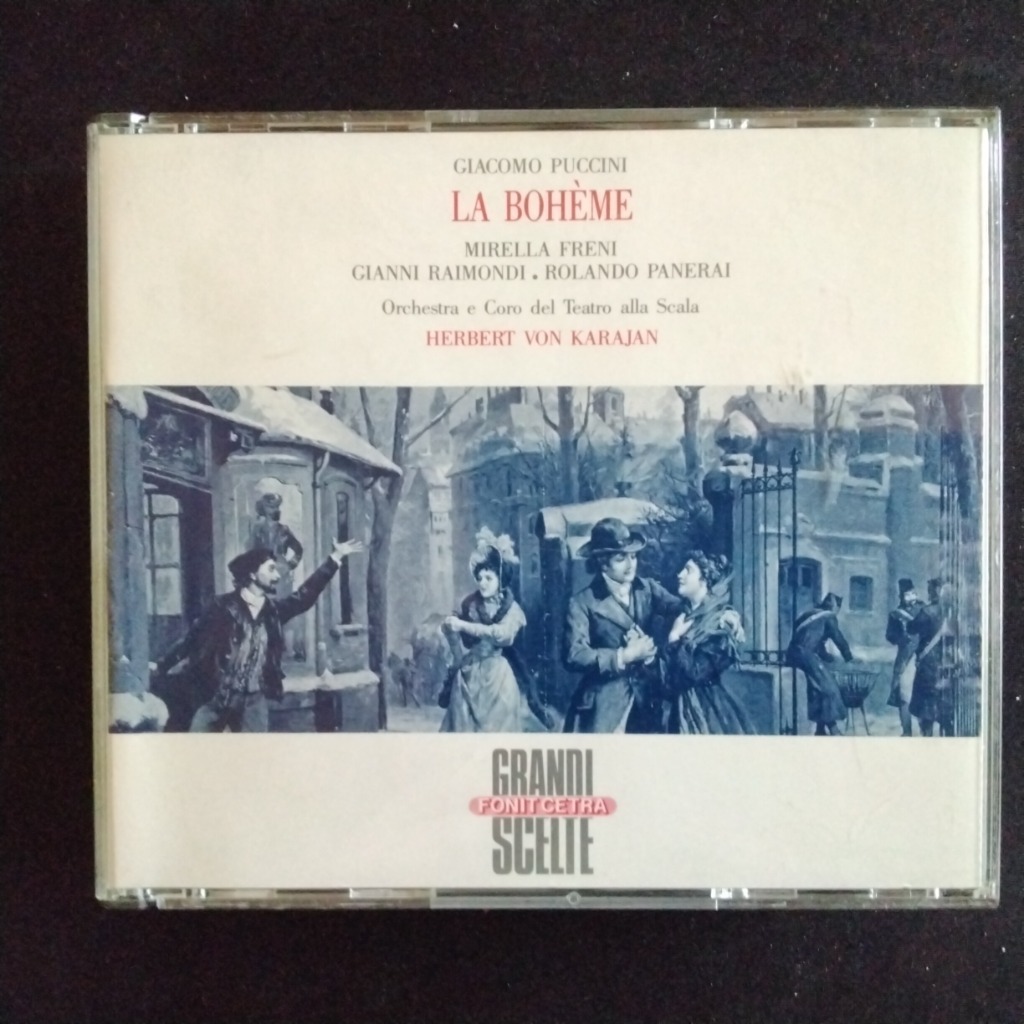 GIACOMO PUCCINI
LA BOHÈME
MIRELLA FRENI
GIANNI RAIMONDI . ROLANDO PANERAI
Orchestra e Coro del Teatro alla Scala
HERBERT VON KARAJAN
GRANDI
FONIT CETRA
SCELTE